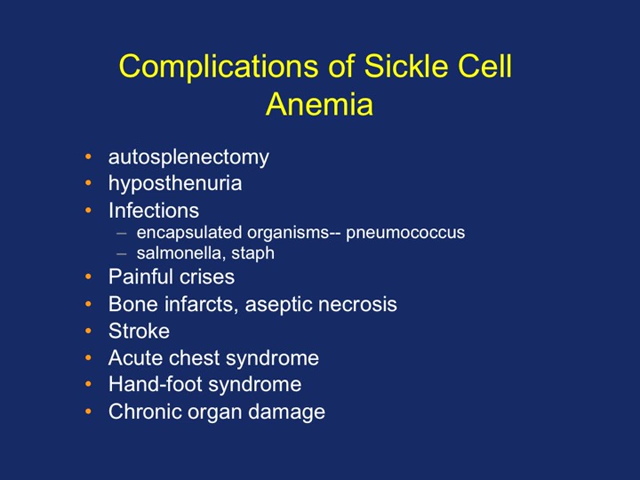 Complications of Sickle Cell
Anemia
• autosplenectomy
• hyposthenuria
• Infections
– encapsulated organisms-- pneumococcus
– salmonella, staph
• Painful crises
• Bone infarcts, aseptic necrosis
• Stroke
• Acute chest syndrome
• Hand-foot syndrome
• Chronic organ damage